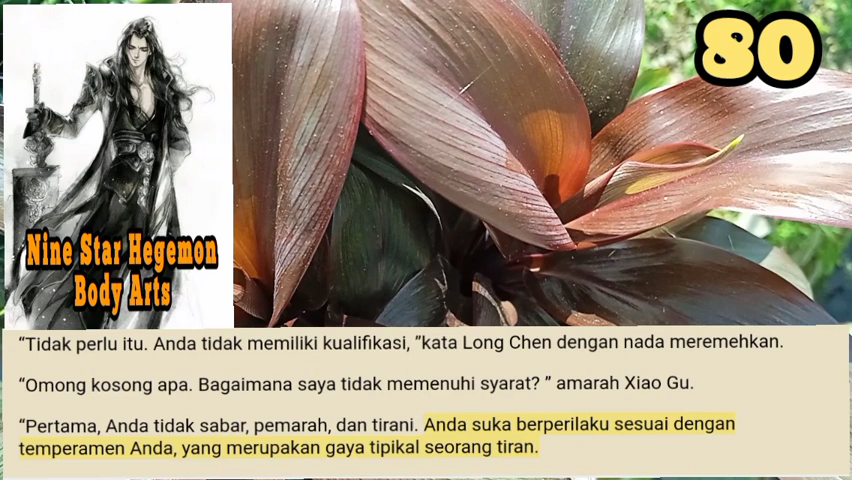 80
Nine Star Hegemon
Body Arts
“Tidak perlu itu. Anda tidak memiliki kualifikasi, ”kata Long Chen dengan nada meremehkan.
“Omong kosong apa. Bagaimana saya tidak memenuhi syarat? ” amarah Xiao Gu.
“Pertama, Anda tidak sabar, pemarah, dan tirani. Anda suka berperilaku sesuai dengan
temperamen Anda, yang merupakan gaya tipikal seorang tiran.